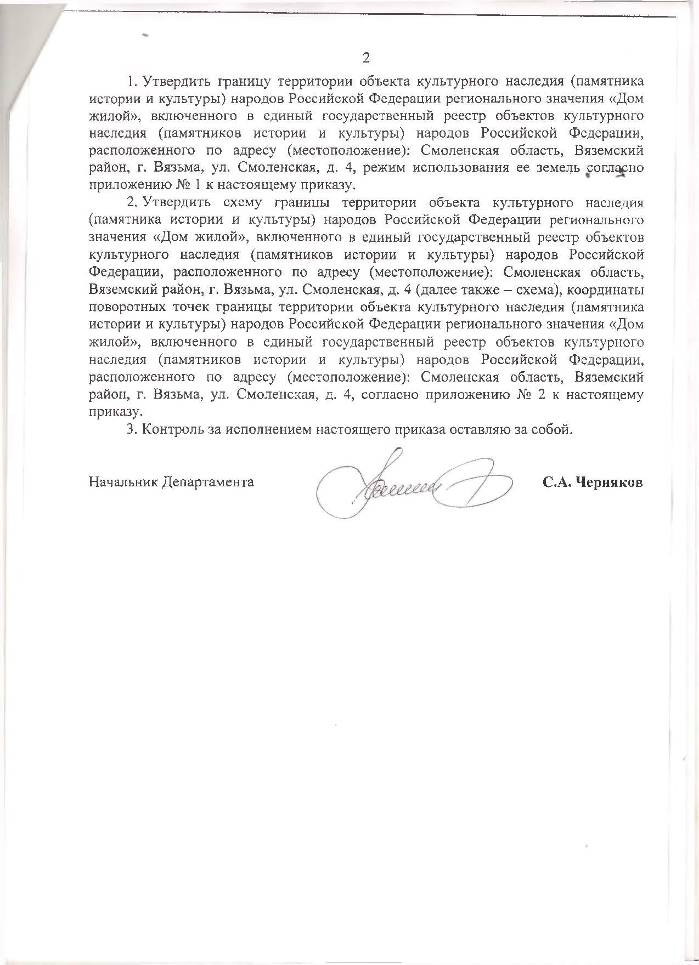 2
1. Утвердить границу территории объекта культурного наследия (памятника
истории и культуры) народов Российской Федерации регионального значения «Дом
жилой», включенного в единый государственный реестр объектов культурного
наследия (памятников истории и культуры) народов Российской Федерации,
расположенного по адресу (местоположение): Смоленская область, Вяземский
район, г. Вязьма, ул. Смоленская, д. 4, режим использования ее земель согласно
приложению № 1 к настоящему приказу.
2. Утвердить схему границы территории объекта культурного наследия
(памятника истории и культуры) народов Российской Федерации регионального
значения «Дом жилой», включенного в единый государственный реестр объектов
культурного наследия (памятников истории и культуры) народов Российской
Федерации, расположенного по адресу (местоположение): Смоленская область,
Вяземский район, г. Вязьма, ул. Смоленская, д. 4 (далее также – схема), координаты
поворотных точек границы территории объекта культурного наследия (памятника
истории и культуры) народов Российской Федерации регионального значения «Дом
жилой», включенного в единый государственный реестр объектов культурного
наследия (памятников истории и культуры) народов Российской Федерации,
расположенного по адресу (местоположение): Смоленская область, Вяземский
район, г. Вязьма, ул. Смоленская, д. 4, согласно приложению № 2 к настоящему
приказу.
3. Контроль за исполнением настоящего приказа оставляю за собой.
Начальник Департамента С.А. Черняков